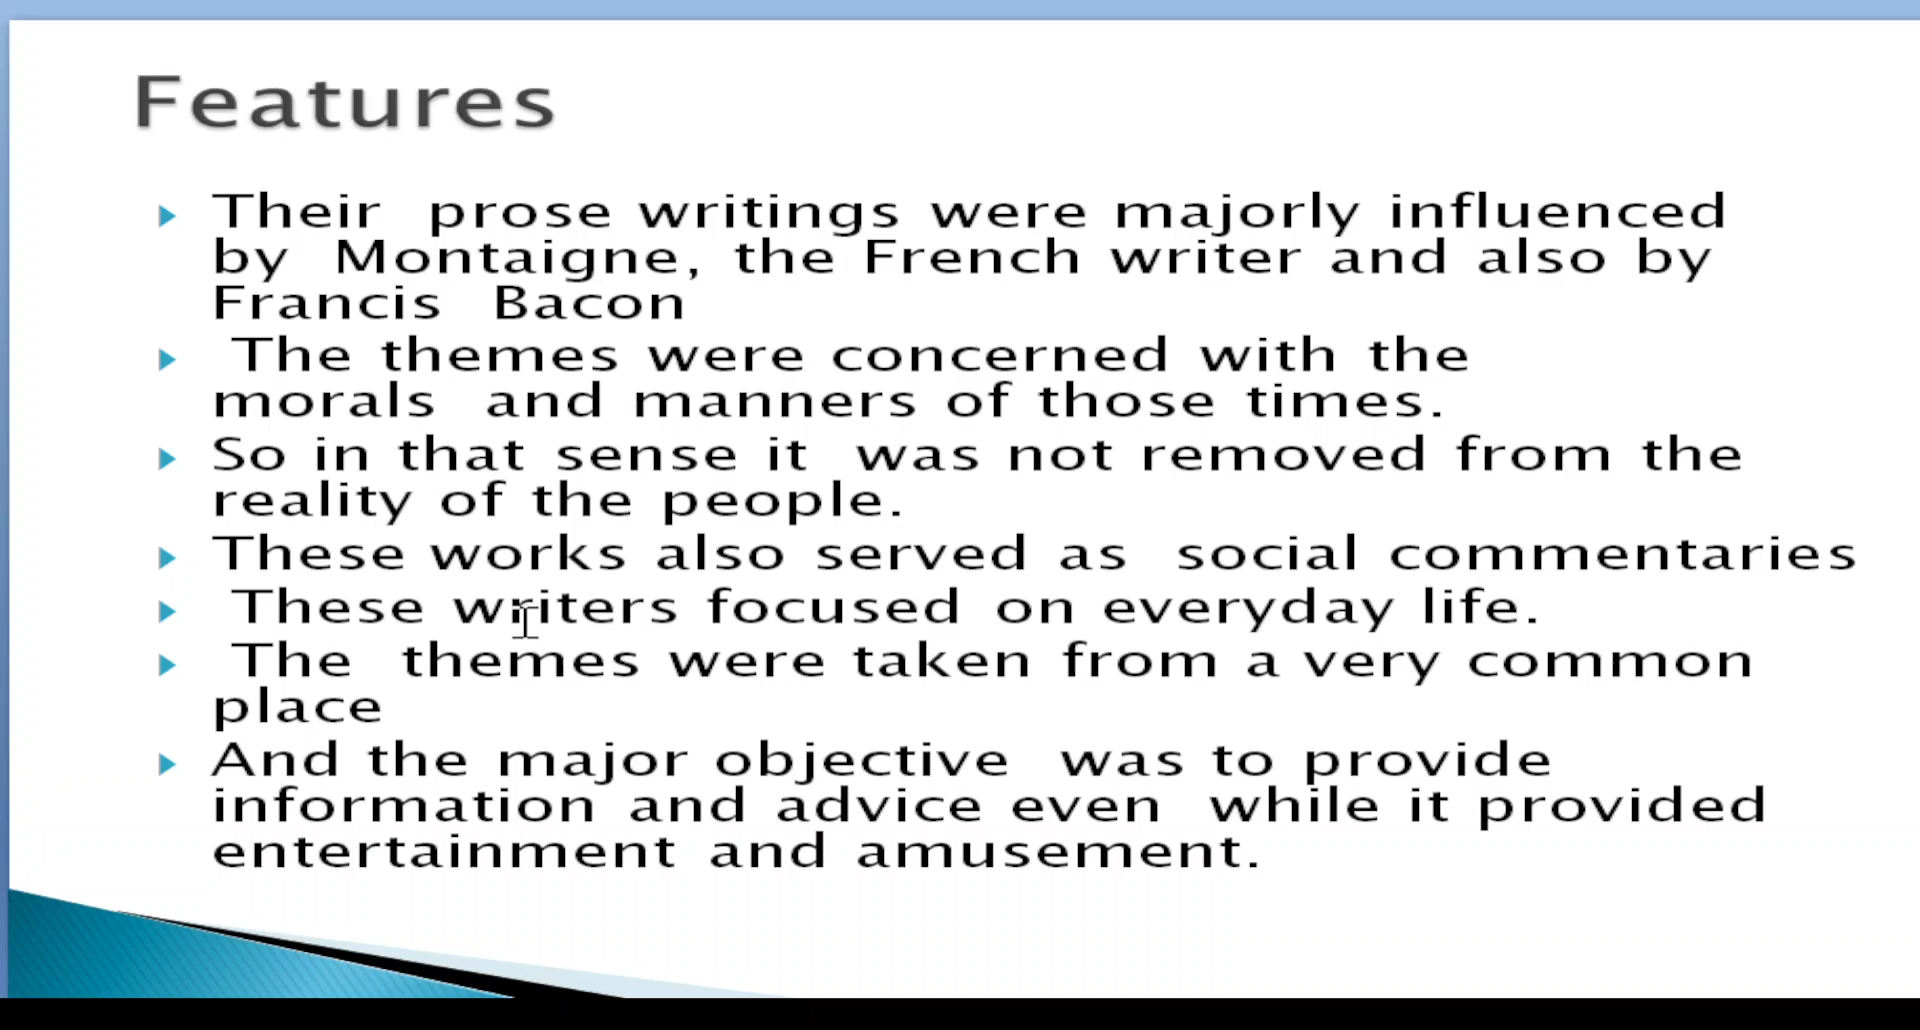 Features
Their prose writings were majorly influenced
by Montaigne, the French writer and also by
Francis Bacon
The themes were concerned with the
morals and manners of those times.
So in that sense it was not removed from the
reality of the people.
These works also served as social commentaries
These writers focused on everyday life.
The themes were taken from a very common
place
And the major objective was to provide
information and advice even while it provided
entertainment and amusement.